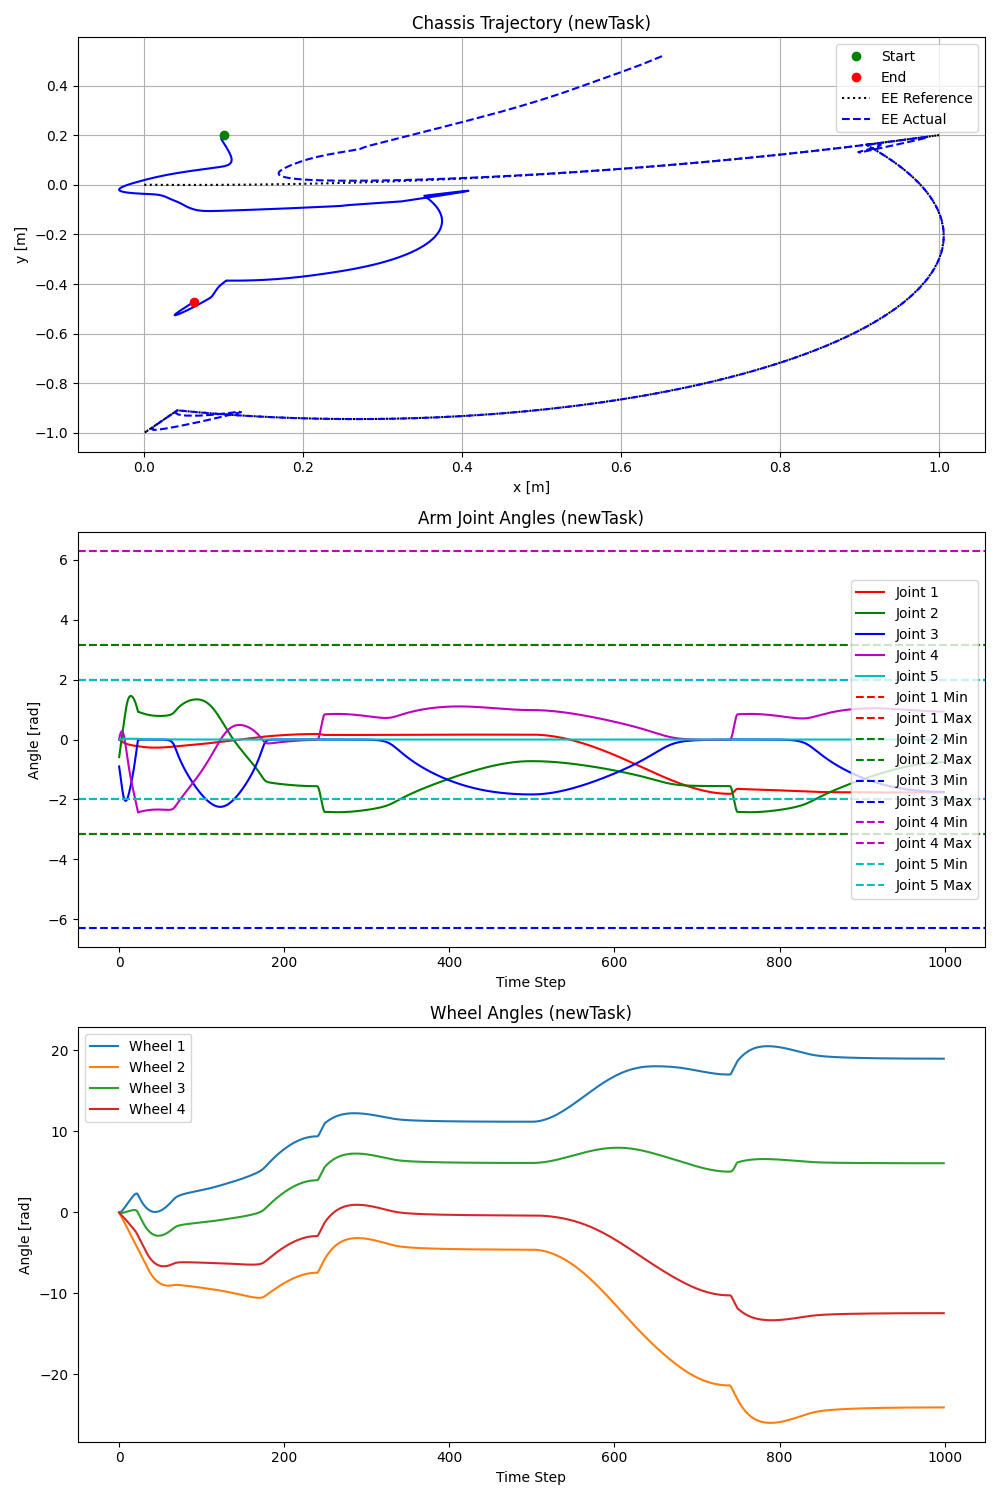 Chassis Trajectory (newTask)
y [m]
0.4
0.2
0.0
−0.2
−0.4
−0.6
−0.8
−1.0
Start
End
EE Reference
EE Actual
0.0 0.2 0.4 0.6 0.8 1.0
x [m]
Arm Joint Angles (newTask)
Angle [rad]
6
4
2
0
−2
−4
−6
Joint 1
Joint 2
Joint 3
Joint 4
Joint 5
Joint 1 Min
Joint 1 Max
Joint 2 Min
Joint 2 Max
Joint 3 Min
Joint 3 Max
Joint 4 Min
Joint 4 Max
Joint 5 Min
Joint 5 Max
0 200 400 600 800 1000
Time Step
Wheel Angles (newTask)
Angle [rad]
20
10
0
−10
−20
Wheel 1
Wheel 2
Wheel 3
Wheel 4
0 200 400 600 800 1000
Time Step